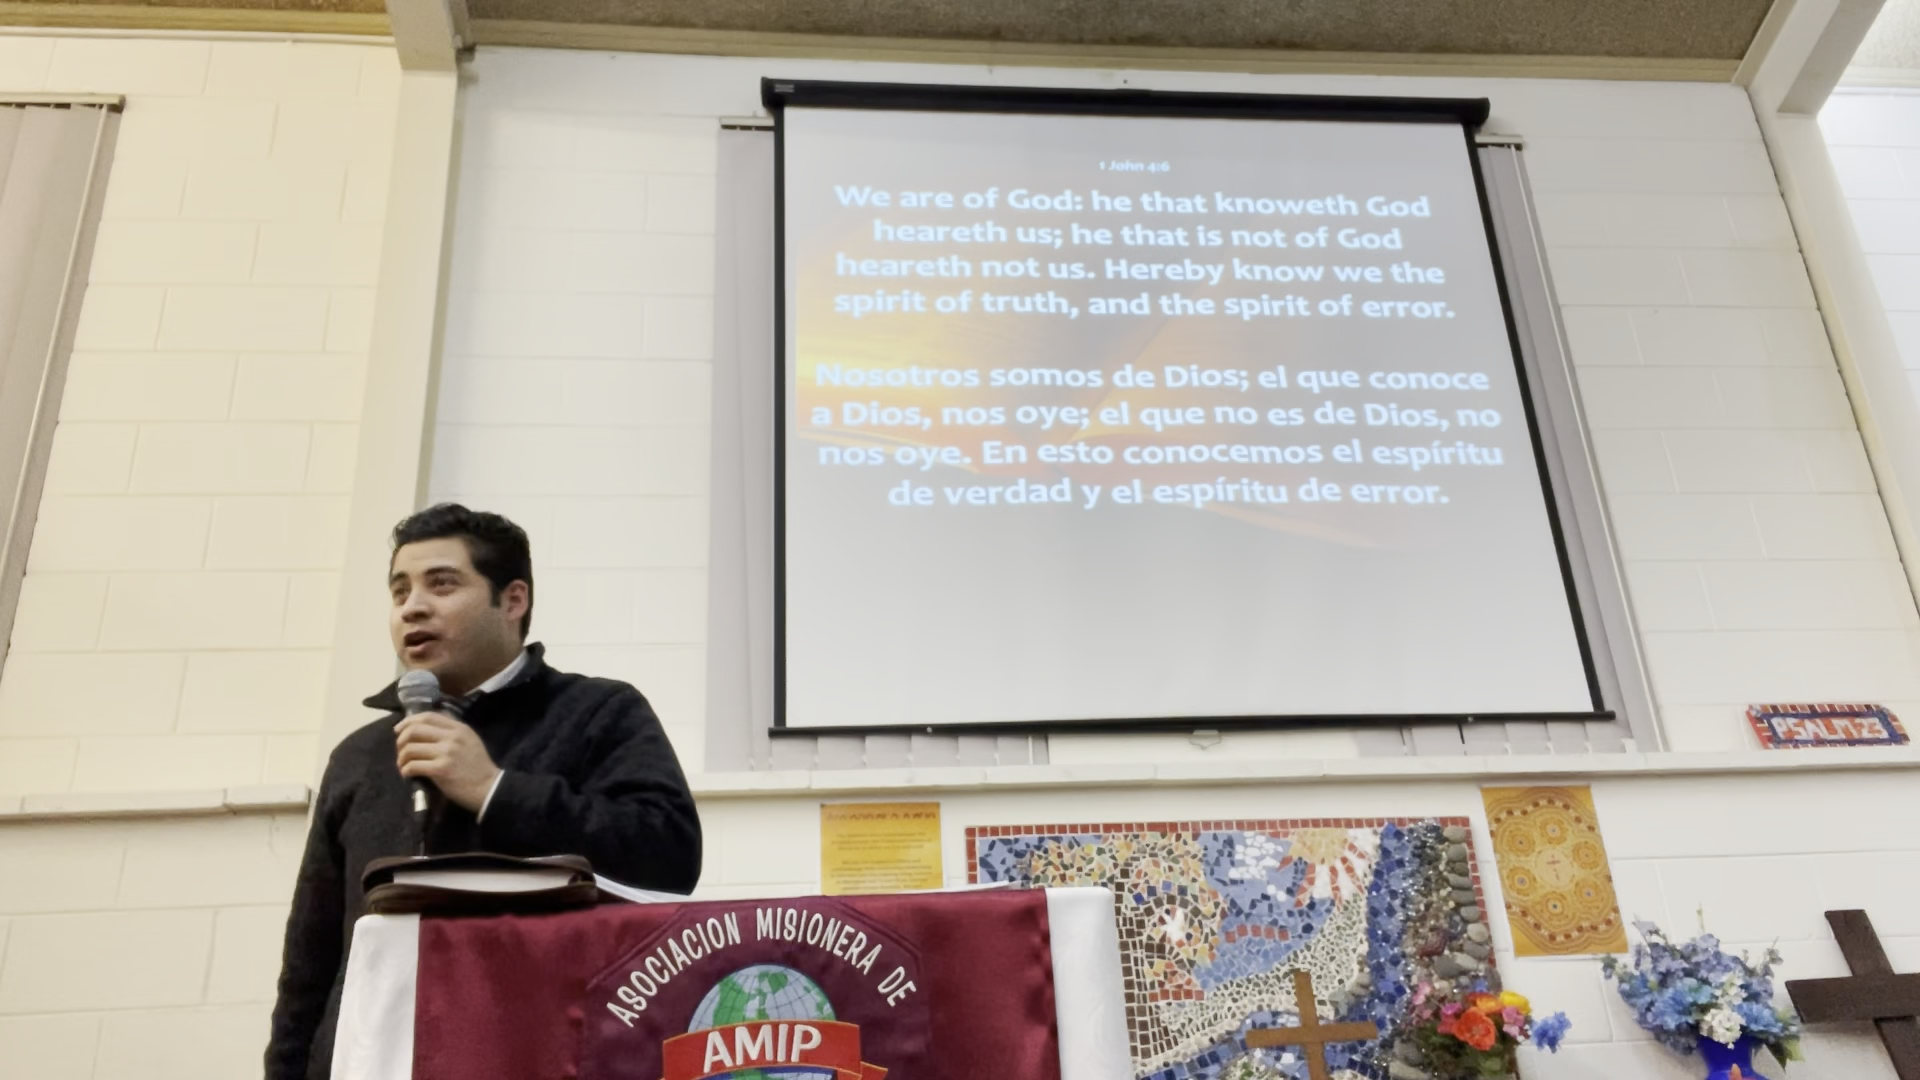 1 John 4:6
We are of God: he that knoweth God
heareth us; he that is not of God
heareth not us. Hereby know we the
spirit of truth, and the spirit of error.
Nosotros somos de Dios; el que conoce
a Dios, nos oye; el que no es de Dios, no
nos oye. En esto conocemos el espíritu
de verdad y el espíritu de error.
PSALM 23
ASOCIACION MISIONERA DE
AMIP